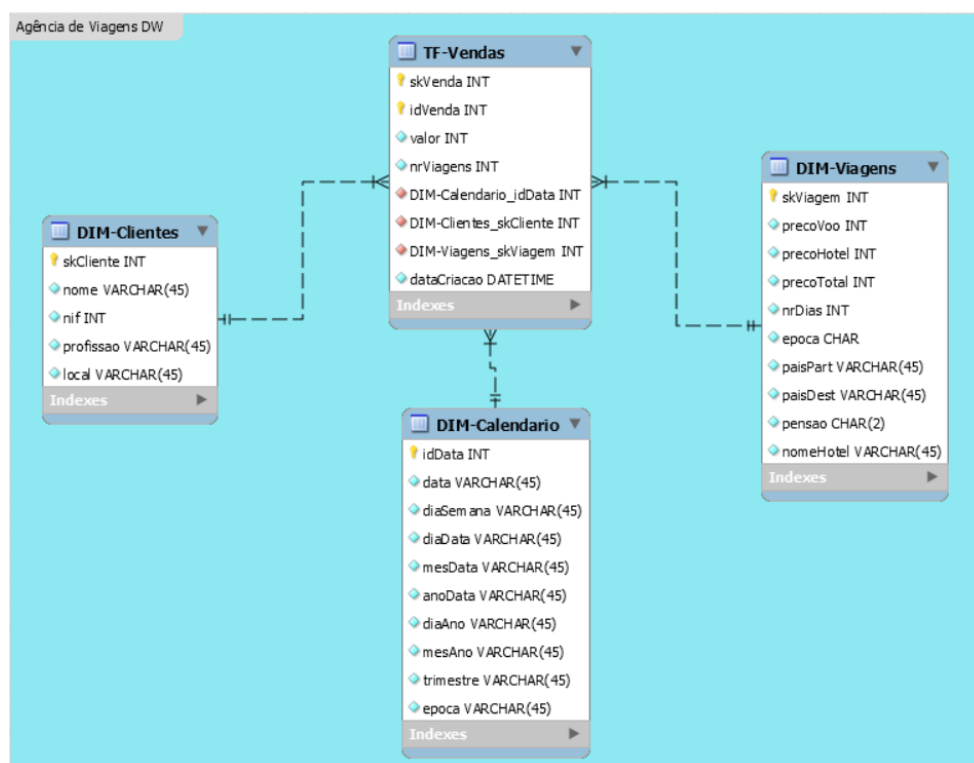 Agência de Viagens DW
TF-Vendas
skVenda INT
idVenda INT
valor INT
nrViagens INT
DIM-Calendario_idData INT
DIM-Clientes_skCliente INT
DIM-Viagens_skViagem INT
dataCriacao DATETIME
Indexes
DIM-Clientes
skCliente INT
nome VARCHAR(45)
nif INT
profissao VARCHAR(45)
local VARCHAR(45)
Indexes
DIM-Viagens
skViagem INT
precoVoo INT
precoHotel INT
precoTotal INT
nrDias INT
epoca CHAR
paisPart VARCHAR(45)
paisDest VARCHAR(45)
pensao CHAR(2)
nomeHotel VARCHAR(45)
Indexes
DIM-Calendario
idData INT
data VARCHAR(45)
diaSemana VARCHAR(45)
diaData VARCHAR(45)
mesData VARCHAR(45)
anoData VARCHAR(45)
diaAno VARCHAR(45)
mesAno VARCHAR(45)
trimestre VARCHAR(45)
epoca VARCHAR(45)
Indexes